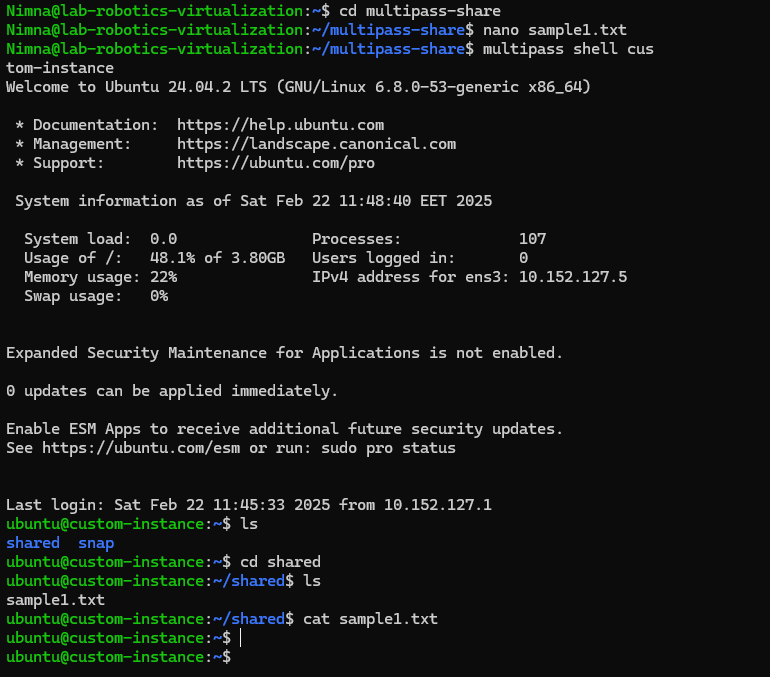 Nimna@lab-robotics-virtualization:~$ cd multipass-share
Nimna@lab-robotics-virtualization:~/multipass-share$ nano sample1.txt
Nimna@lab-robotics-virtualization:~/multipass-share$ multipass shell cus
tom-instance
Welcome to Ubuntu 24.04.2 LTS (GNU/Linux 6.8.0-53-generic x86_64)

 * Documentation:  https://help.ubuntu.com
 * Management:     https://landscape.canonical.com
 * Support:        https://ubuntu.com/pro

 System information as of Sat Feb 22 11:48:40 EET 2025

  System load:  0.0               Processes:             107
  Usage of /:   48.1% of 3.80GB   Users logged in:       0
  Memory usage: 22%               IPv4 address for ens3: 10.152.127.5
  Swap usage:   0%


Expanded Security Maintenance for Applications is not enabled.

0 updates can be applied immediately.

Enable ESM Apps to receive additional future security updates.
See https://ubuntu.com/esm or run: sudo pro status


Last login: Sat Feb 22 11:45:33 2025 from 10.152.127.1
ubuntu@custom-instance:~$ ls
shared  snap
ubuntu@custom-instance:~$ cd shared
ubuntu@custom-instance:~/shared$ ls
sample1.txt
ubuntu@custom-instance:~/shared$ cat sample1.txt
ubuntu@custom-instance:~$
ubuntu@custom-instance:~$